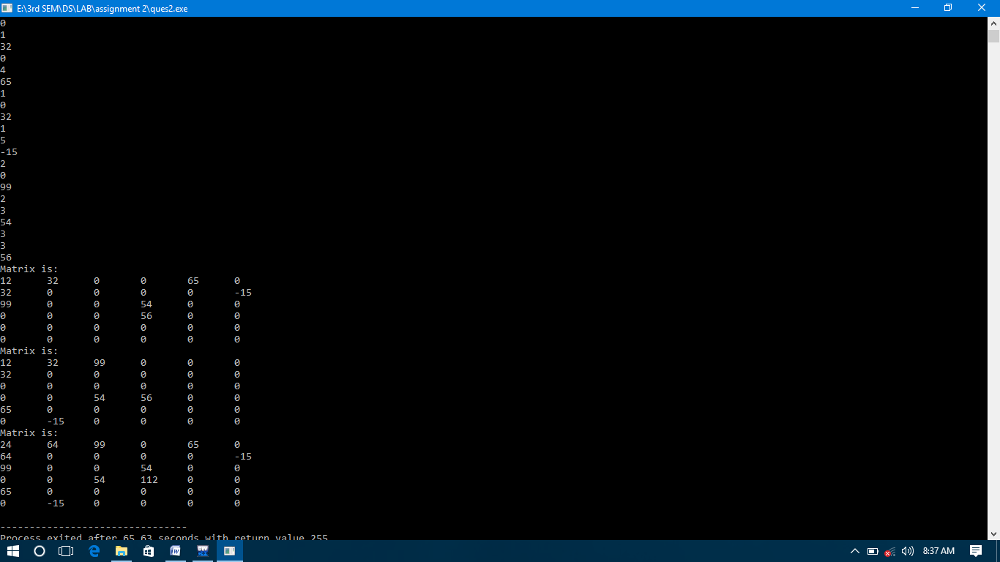 E:\3rd SEM\DS\LAB\assignment 2\ques2.exe
0
1
32
0
4
65
1
0
32
1
5
-15
2
0
99
2
3
54
3
3
56
Matrix is:
12 32 0 0 65 0
32 0 0 0 0 -15
99 0 0 54 0 0
0 0 0 56 0 0
0 0 0 0 0 0
0 0 0 0 0 0
Matrix is:
12 32 99 0 0 0
32 0 0 0 0 0
0 0 0 0 0 0
0 0 54 56 0 0
65 0 0 0 0 0
0 -15 0 0 0 0
Matrix is:
24 64 99 0 65 0
64 0 0 0 0 -15
99 0 0 54 0 0
0 0 54 112 0 0
65 0 0 0 0 0
0 -15 0 0 0 0
--------------------------------
Process exited after 65.63 seconds with return value 255
W DEV 8:37 AM